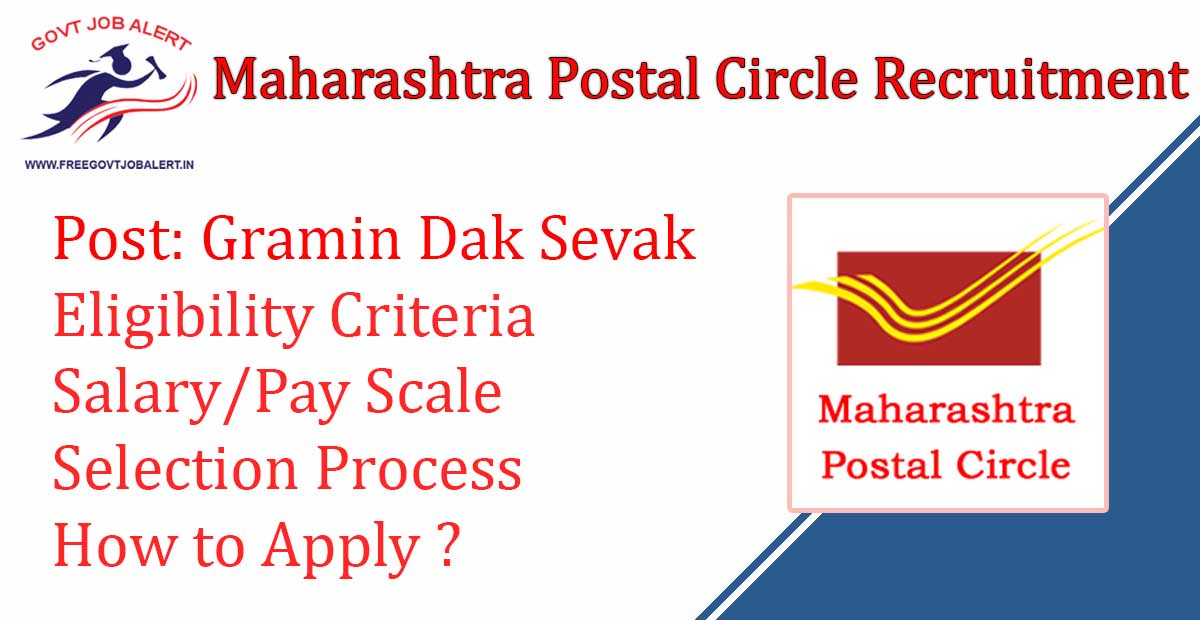 GOVT JOB ALERT
WWW.FREEGOVTJOBALERT.IN
Maharashtra Postal Circle Recruitment
Post: Gramin Dak Sevak
Eligibility Criteria
Salary/Pay Scale
Selection Process
How to Apply ?
Maharashtra
Postal Circle